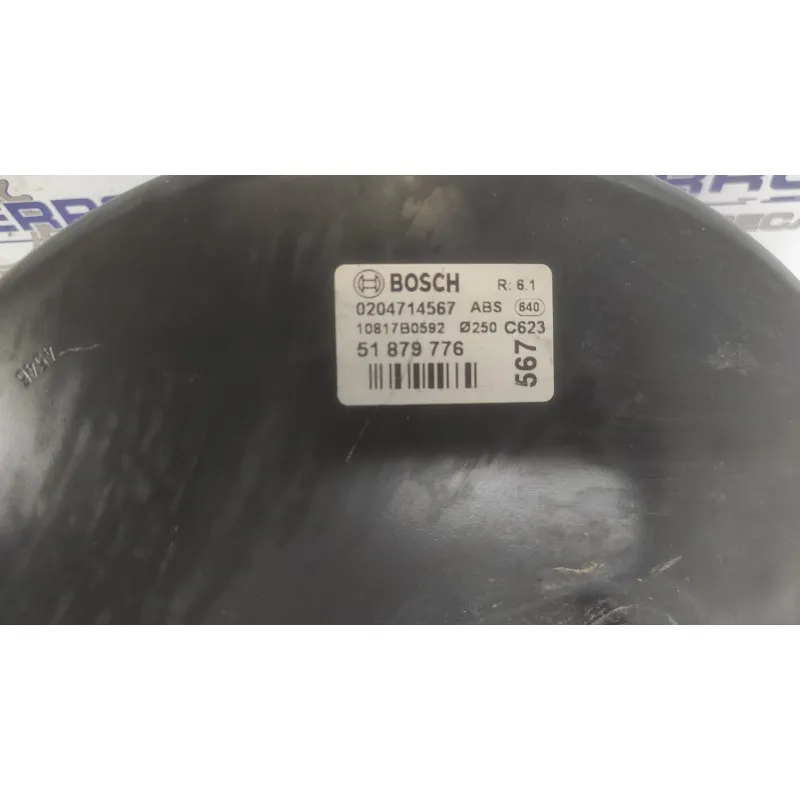 BOSCH R: 6.1
0204714567 ABS 640
10817B0592 Ø250 C623
51 879 776
567